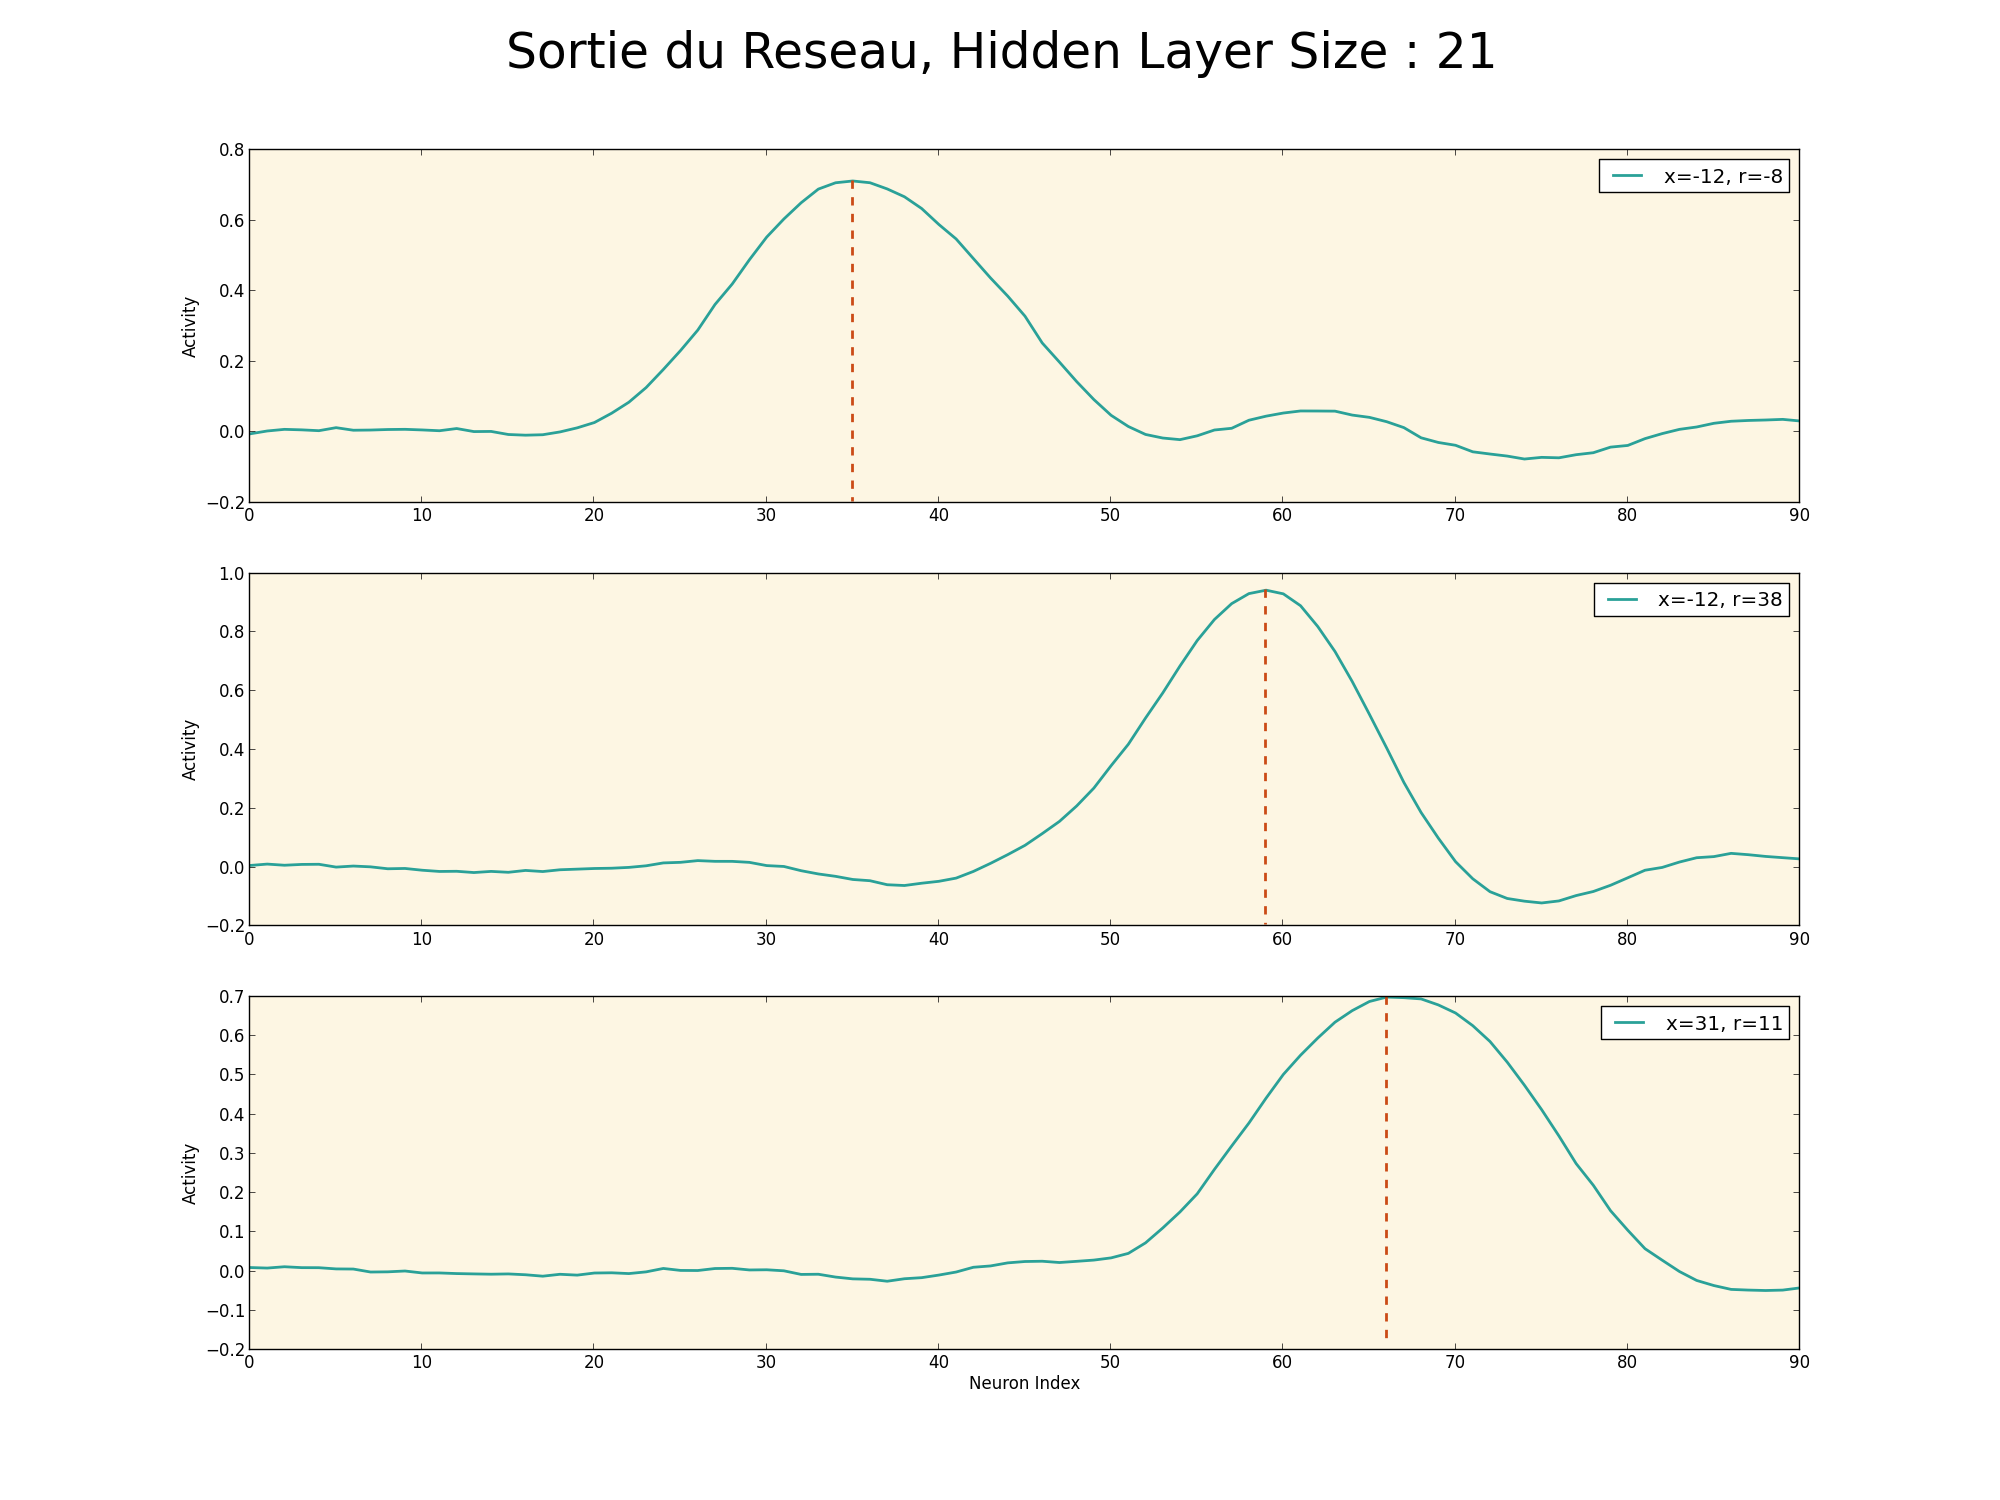 Sortie du Reseau, Hidden Layer Size : 21
0.8
0.6
0.4
0.2
0.0
−0.2
Activity
x=-12, r=-8
0 10 20 30 40 50 60 70 80 90
1.0
0.8
0.6
0.4
0.2
0.0
−0.2
Activity
x=-12, r=38
0 10 20 30 40 50 60 70 80 90
0.7
0.6
0.5
0.4
0.3
0.2
0.1
0.0
−0.1
−0.2
Activity
x=31, r=11
0 10 20 30 40 50 60 70 80 90
Neuron Index